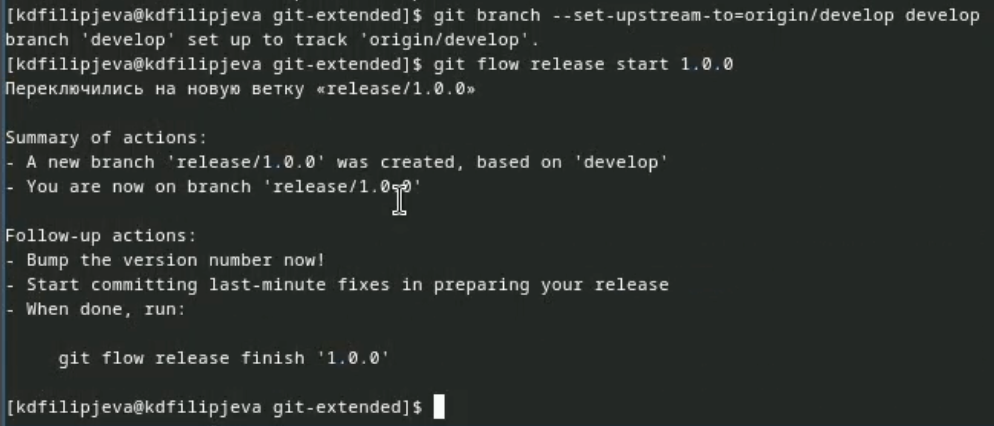 [kdfilipjeva@kdfilipjeva git-extended]$ git branch --set-upstream-to=origin/develop develop
branch 'develop' set up to track 'origin/develop'.
[kdfilipjeva@kdfilipjeva git-extended]$ git flow release start 1.0.0
Переключились на новую ветку «release/1.0.0»
Summary of actions:
- A new branch 'release/1.0.0' was created, based on 'develop'
- You are now on branch 'release/1.0.0'
Follow-up actions:
- Bump the version number now!
- Start committing last-minute fixes in preparing your release
- When done, run:
git flow release finish '1.0.0'
[kdfilipjeva@kdfilipjeva git-extended]$